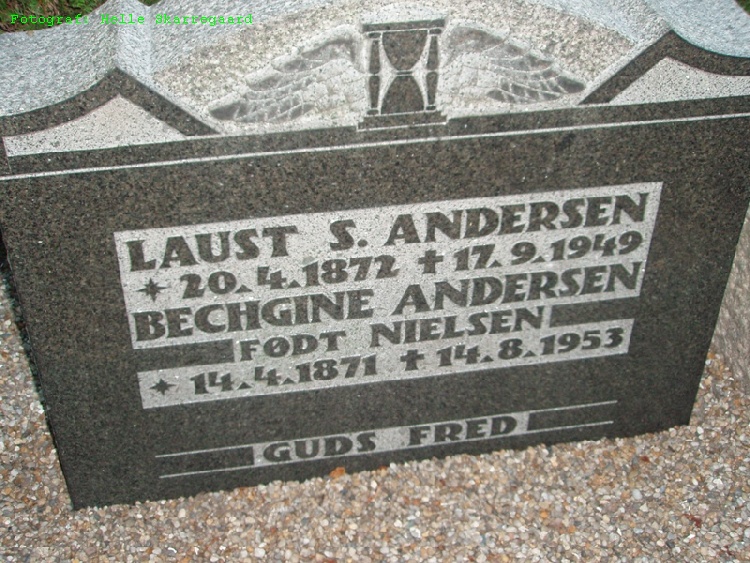 Fotograf: Helle Skarregaard
LAUST S. ANDERSEN
* 20.4.1872 † 17.9.1949
BECHGINE ANDERSEN
FØDT NIELSEN
* 14.4.1871 † 14.8.1953
GUDS FRED